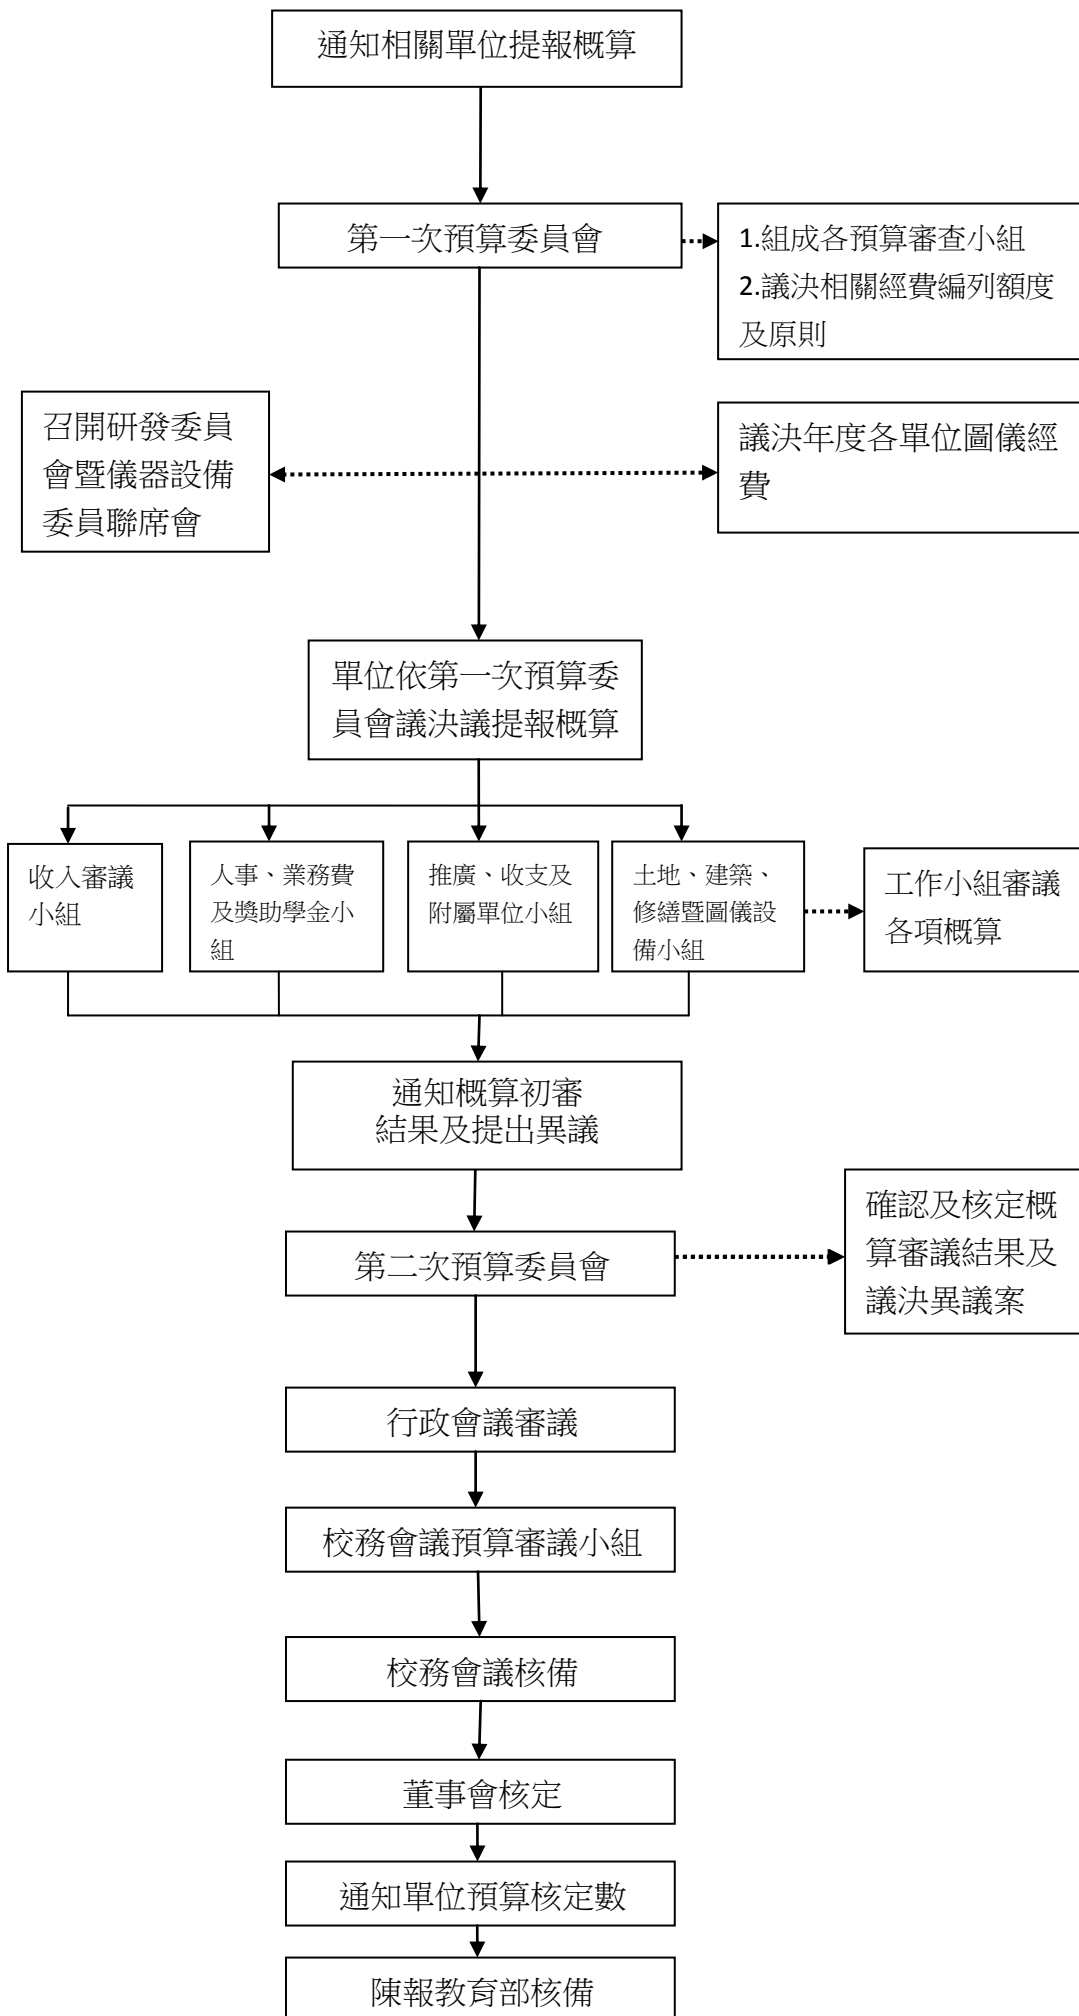 通知相關單位提報概算
第一次預算委員會
1.組成各預算審查小組
2.議決相關經費編列額度
及原則
召開研發委員
會暨儀器設備
委員聯席會
議決年度各單位圖儀經
費
單位依第一次預算委
員會議決議提報概算
收入審議
小組
人事、業務費
及獎助學金小
組
推廣、收支及
附屬單位小組
土地、建築、
修繕暨圖儀設
備小組
工作小組審議
各項概算
通知概算初審
結果及提出異議
第二次預算委員會
確認及核定概
算審議結果及
議決異議案
行政會議審議
校務會議預算審議小組
校務會議核備
董事會核定
通知單位預算核定數
陳報教育部核備